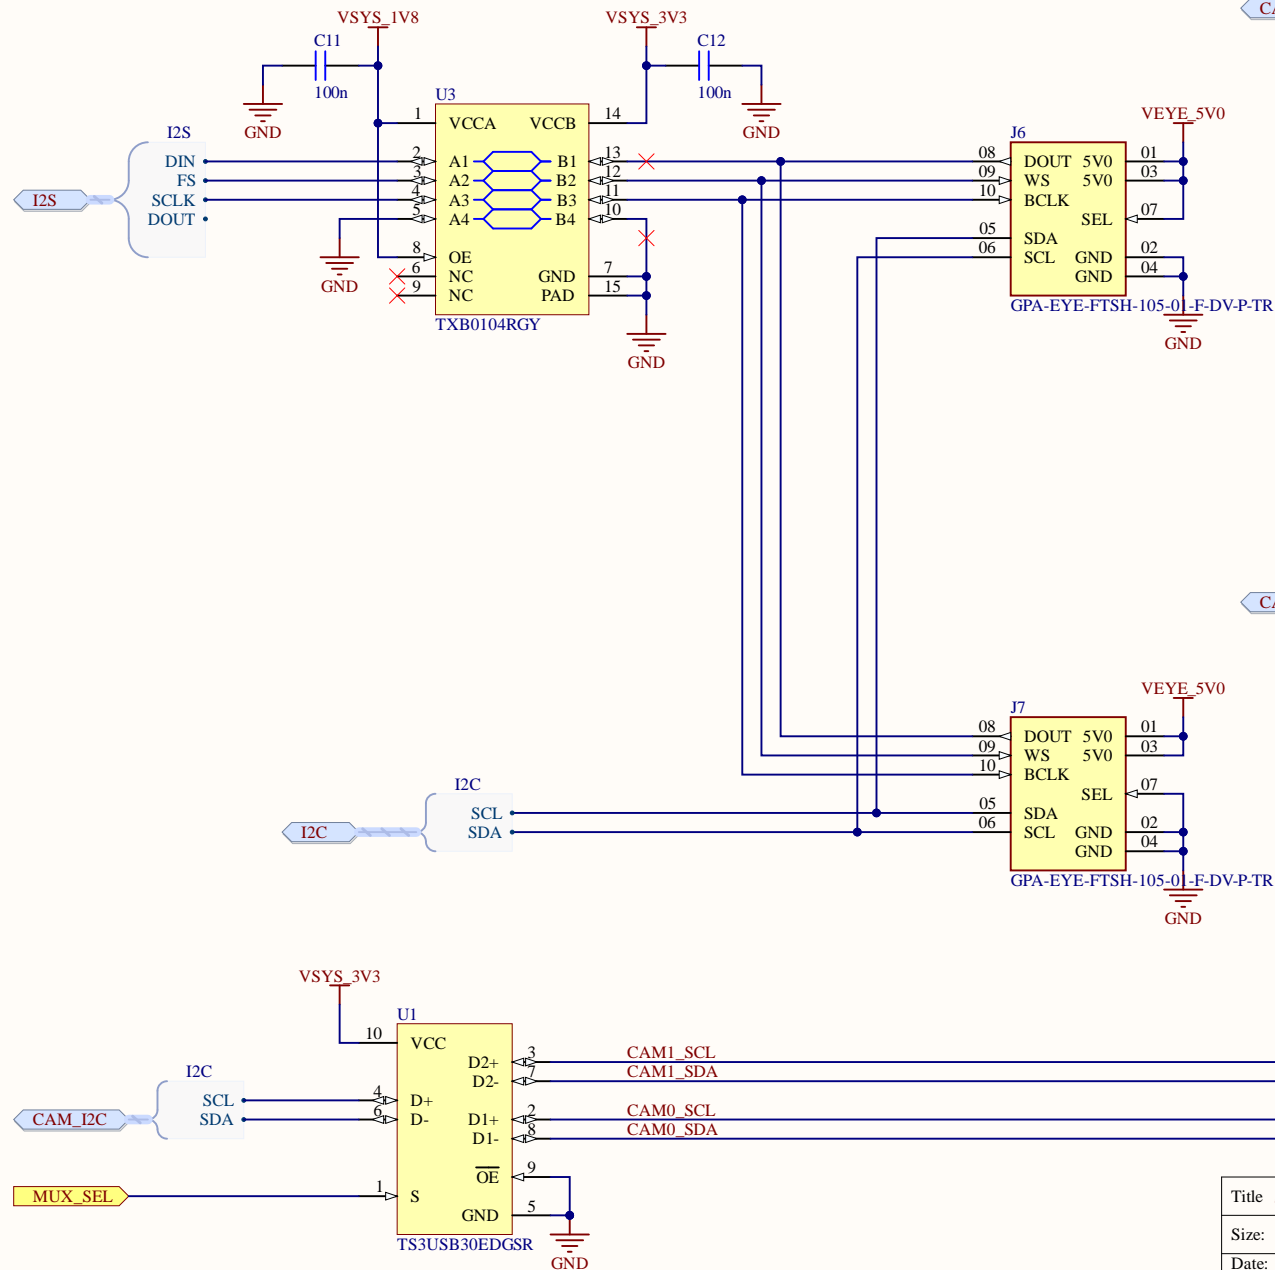 VSYS_1V8
VSYS_3V3
CA
C11
C12
100n
100n
GND
GND
U3
1 VCCA VCCB 14
I2S
DIN
FS
SCLK
DOUT
I2S
2 A1 B1 13
3 A2 B2 12
4 A3 B3 11
5 A4 B4 10
8 OE
6 NC GND 7
9 NC PAD 15
GND
TXB0104RGY
GND
VEYE_5V0
J6
08 DOUT 5V0 01
09 WS 5V0 03
10 BCLK
SEL 07
05 SDA
06 SCL GND 02
GND 04
GPA-EYE-FTSH-105-01-F-DV-P-TR
GND
CA
VEYE_5V0
J7
08 DOUT 5V0 01
09 WS 5V0 03
10 BCLK
SEL 07
05 SDA
06 SCL GND 02
GND 04
GPA-EYE-FTSH-105-01-F-DV-P-TR
GND
I2C
SCL
SDA
I2C
VSYS_3V3
U1
10 VCC
D2+ 3 CAM1_SCL
D2- 7 CAM1_SDA
I2C
SCL 4 D+
SDA 6 D-
CAM_I2C
D1+ 2 CAM0_SCL
D1- 8 CAM0_SDA
OE 9
MUX_SEL 1 S
GND 5
TS3USB30EDGSR
GND
Title
Size:
Date: